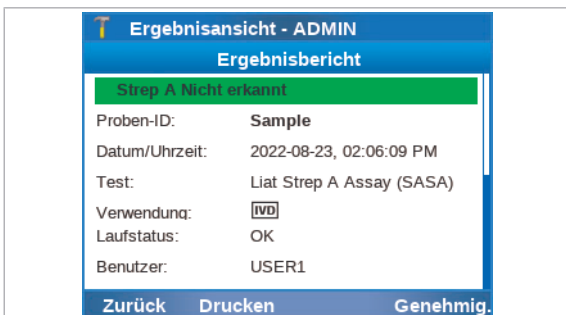 Ergebnisansicht - ADMIN
Ergebnisbericht
Strep A Nicht erkannt
Proben-ID: Sample
Datum/Uhrzeit: 2022-08-23, 02:06:09 PM
Test: Liat Strep A Assay (SASA)
Verwendung: IVD
Laufstatus: OK
Benutzer: USER1
Zurück Drucken Genehmig.